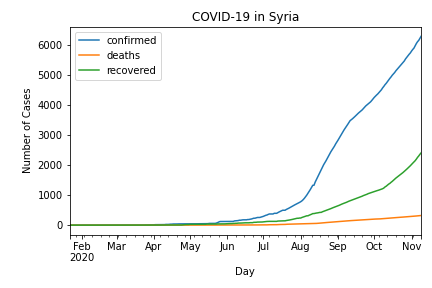 COVID-19 in Syria
confirmed
deaths
recovered
Number of Cases
6000
5000
4000
3000
2000
1000
0
Feb Mar Apr May Jun Jul Aug Sep Oct Nov
2020
Day